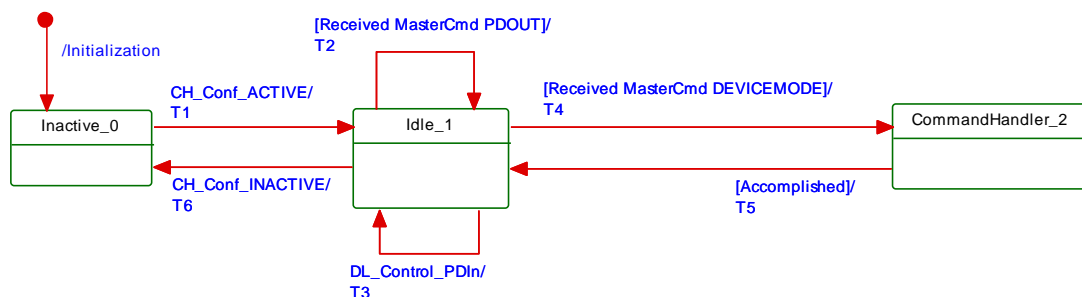 /Initialization
[Received MasterCmd PDOUT]/
T2
CH_Conf_ACTIVE/
T1
[Received MasterCmd DEVICEMODE]/
T4
Inactive_0
Idle_1
CommandHandler_2
CH_Conf_INACTIVE/
T6
[Accomplished]/
T5
DL_Control_PDIn/
T3